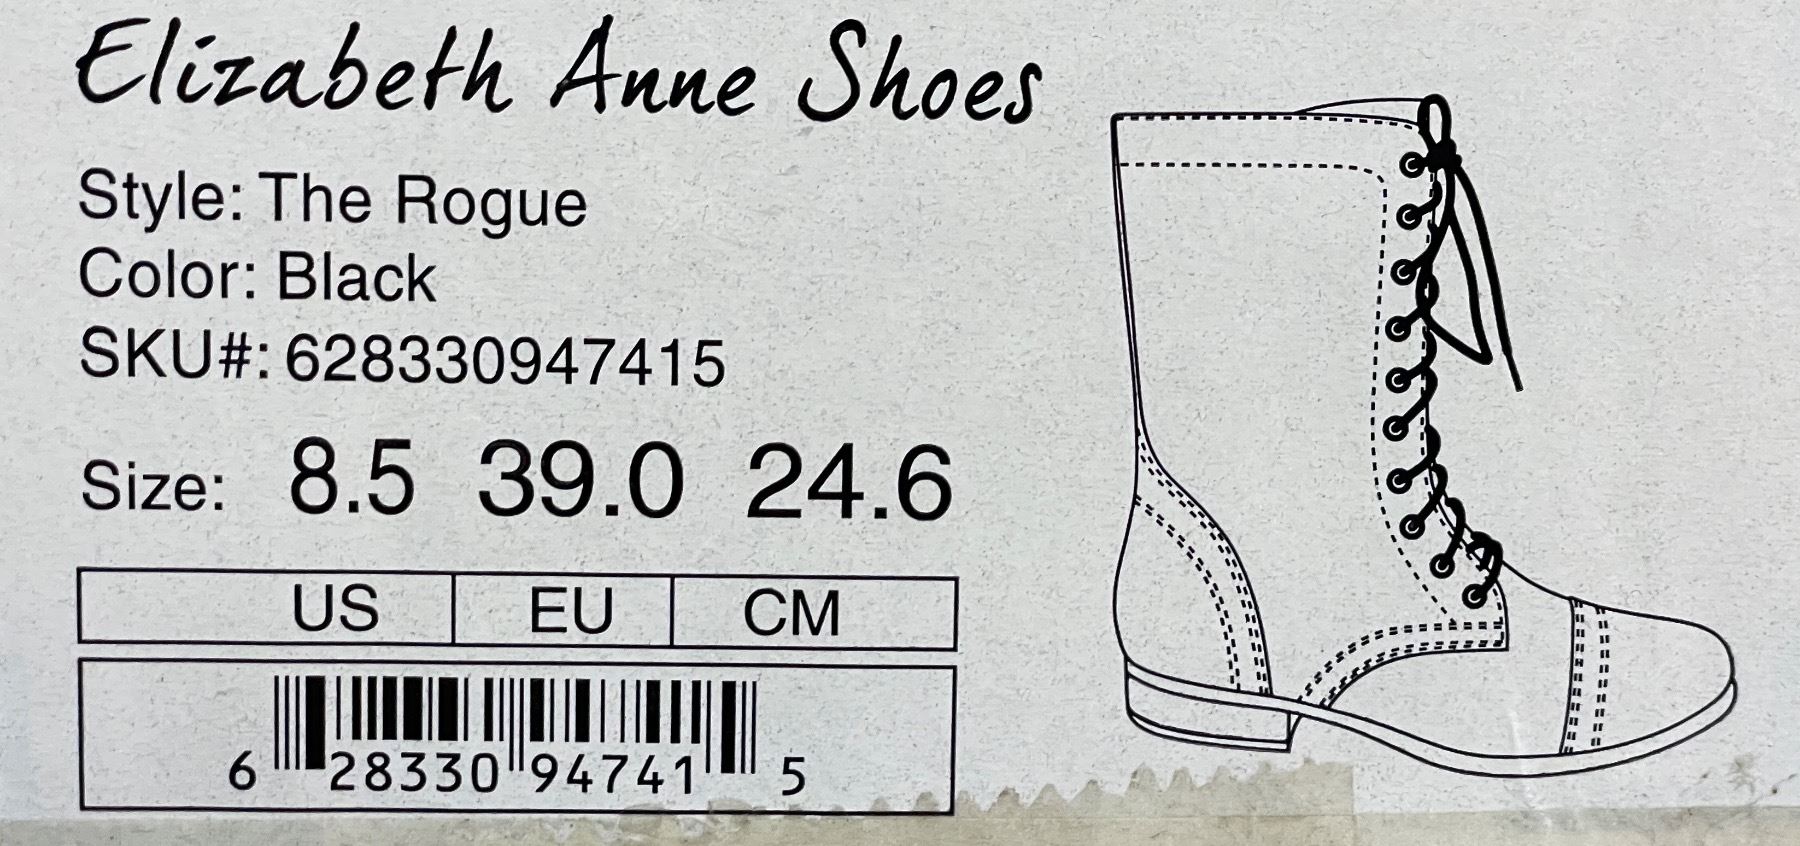 Elizabeth Anne Shoes
Style: The Rogue
Color: Black
SKU#: 628330947415
Size: 8.5 39.0 24.6
US EU CM
6 28330 94741 5